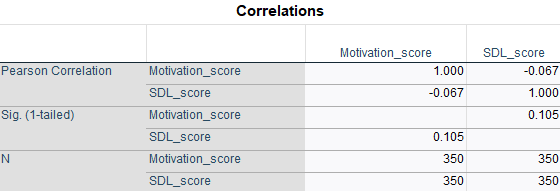 Correlations
Motivation_score SDL_score
Pearson Correlation Motivation_score 1.000 -0.067
SDL_score -0.067 1.000
Sig. (1-tailed) Motivation_score 0.105
SDL_score 0.105
N Motivation_score 350 350
SDL_score 350 350